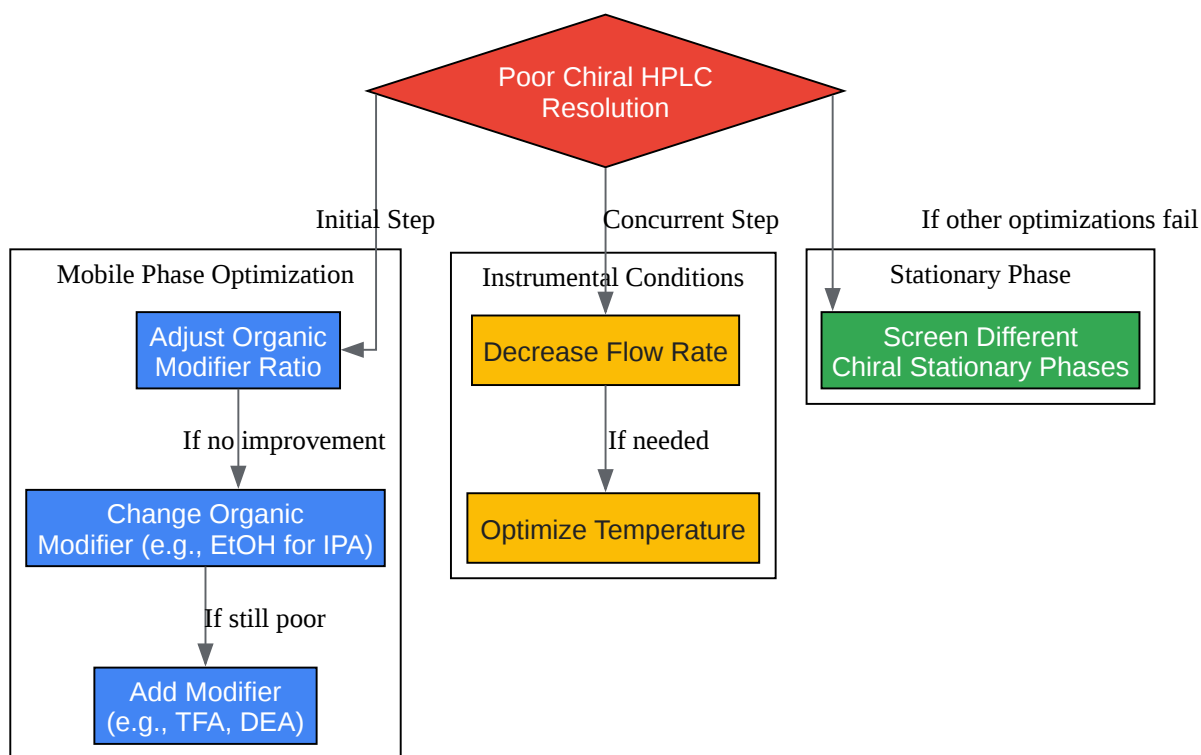 Poor Chiral HPLC
Resolution
Initial Step
Concurrent Step
If other optimizations fail
Mobile Phase Optimization
Adjust Organic
Modifier Ratio
If no improvement
Change Organic
Modifier (e.g., EtOH for IPA)
If still poor
Add Modifier
(e.g., TFA, DEA)
Instrumental Conditions
Decrease Flow Rate
If needed
Optimize Temperature
Stationary Phase
Screen Different
Chiral Stationary Phases